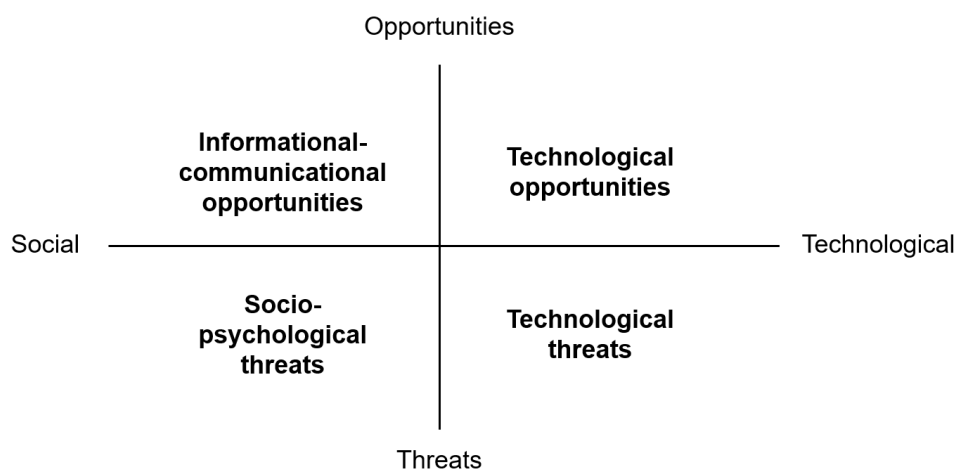 Opportunities
Informational-
communicational
opportunities
Technological
opportunities
Social
Technological
Socio-
psychological
threats
Technological
threats
Threats